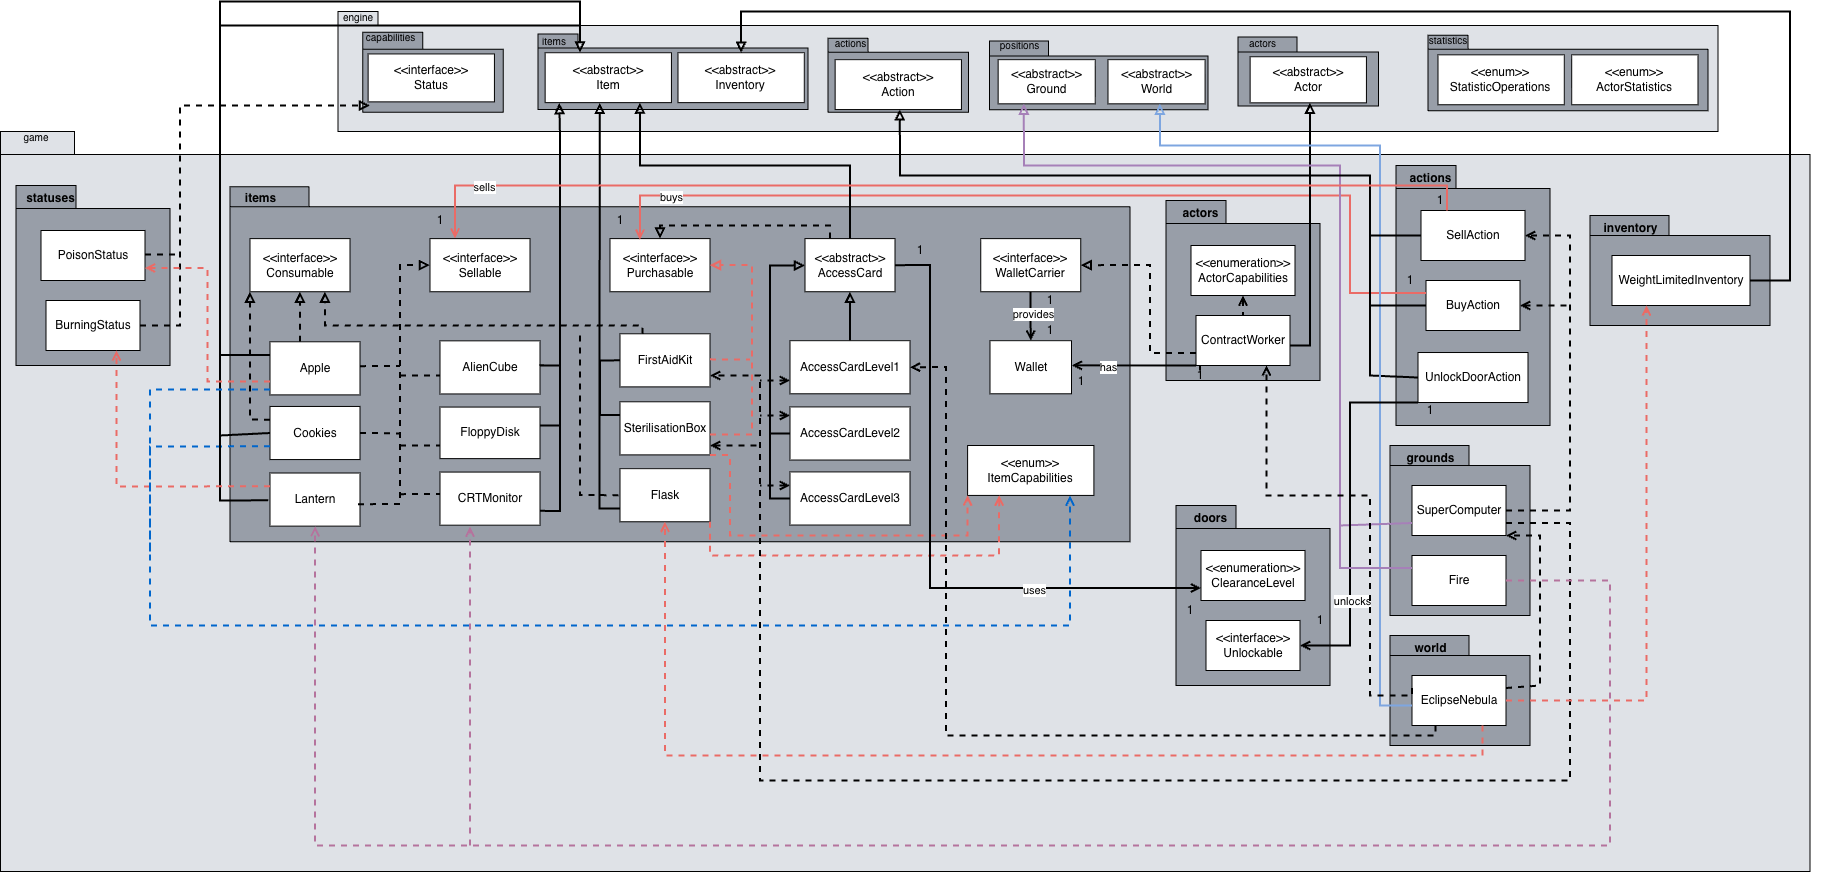 engine
capabilities
<<interface>>
Status
items
<<abstract>>
Item
<<abstract>>
Inventory
actions
<<abstract>>
Action
positions
<<abstract>>
Ground
<<abstract>>
World
actors
<<abstract>>
Actor
statistics
<<enum>>
StatisticOperations
<<enum>>
ActorStatistics
game
statuses
PoisonStatus
BurningStatus
items
sells
1
buys
1
<<interface>>
Consumable
<<interface>>
Sellable
<<interface>>
Purchasable
<<abstract>>
AccessCard
1
<<interface>>
WalletCarrier
1
provides
1
Apple
AlienCube
FirstAidKit
AccessCardLevel1
Wallet
1
has
1
Cookies
FloppyDisk
SterilisationBox
AccessCardLevel2
Lantern
CRTMonitor
Flask
AccessCardLevel3
<<enum>>
ItemCapabilities
actors
<<enumeration>>
ActorCapabilities
ContractWorker
actions
1
SellAction
1
BuyAction
UnlockDoorAction
1
inventory
WeightLimitedInventory
doors
<<enumeration>>
ClearanceLevel
uses
1
<<interface>>
Unlockable
1
unlocks
grounds
SuperComputer
Fire
world
EclipseNebula